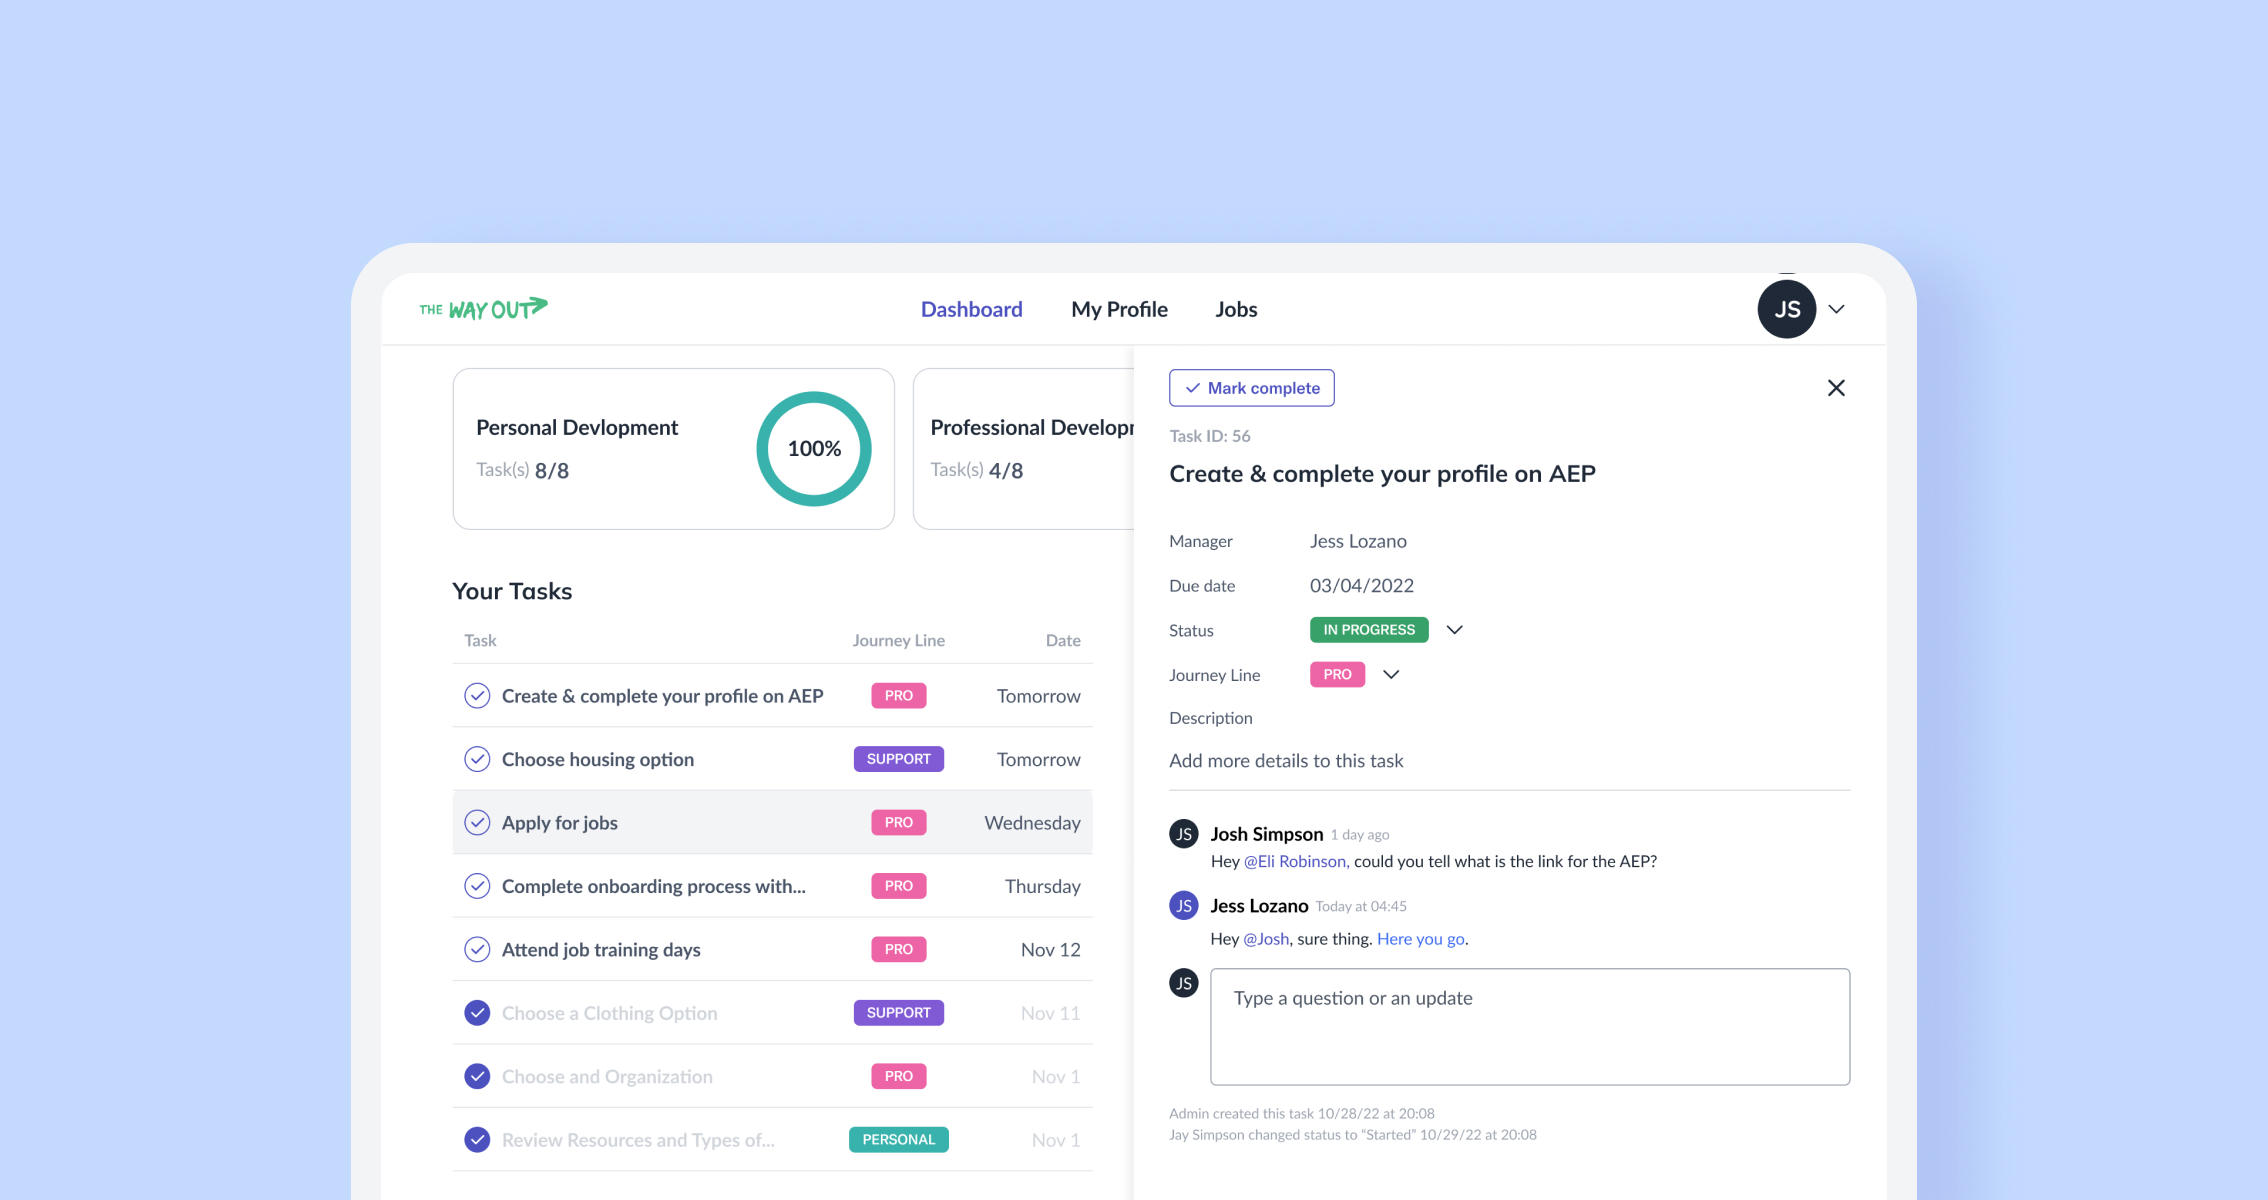 THE WAY OUT
Dashboard
My Profile
Jobs
JS
Personal Devlopment
Task(s) 8/8
100%
Professional Develop
Task(s) 4/8
Your Tasks
Task Journey Line Date
Create & complete your profile on AEP PRO Tomorrow
Choose housing option SUPPORT Tomorrow
Apply for jobs PRO Wednesday
Complete onboarding process with... PRO Thursday
Attend job training days PRO Nov 12
Choose a Clothing Option SUPPORT Nov 11
Choose and Organization PRO Nov 1
Review Resources and Types of... PERSONAL Nov 1
Mark complete
Task ID: 56
Create & complete your profile on AEP
Manager Jess Lozano
Due date 03/04/2022
Status IN PROGRESS
Journey Line PRO
Description
Add more details to this task
JS Josh Simpson 1 day ago
Hey @Eli Robinson, could you tell what is the link for the AEP?
JS Jess Lozano Today at 04:45
Hey @Josh, sure thing. Here you go.
JS Type a question or an update
Admin created this task 10/28/22 at 20:08
Jay Simpson changed status to “Started” 10/29/22 at 20:08